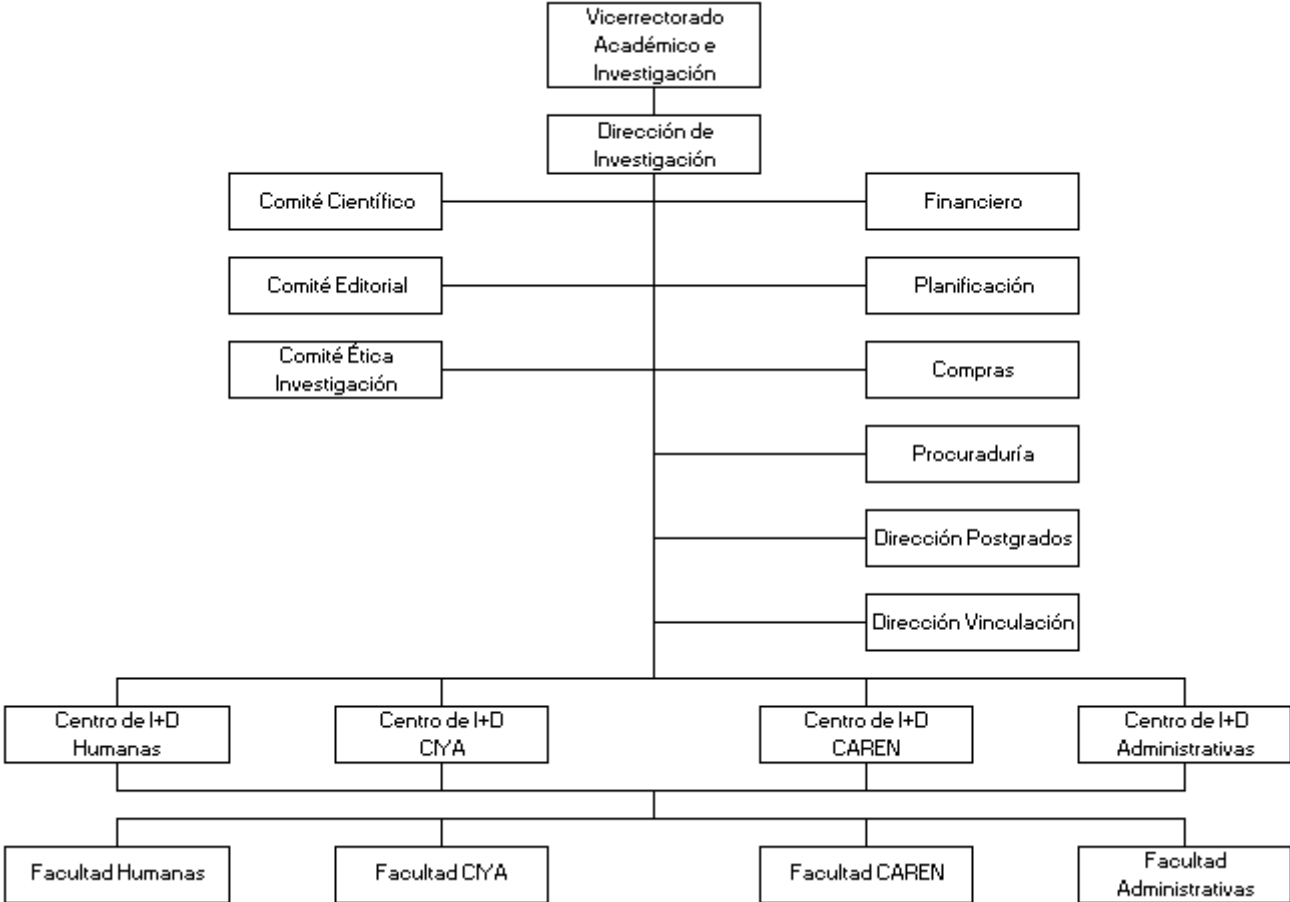 Vicerrectorado
Académico e
Investigación
Dirección de
Investigación
Comité Científico
Financiero
Comité Editorial
Planificación
Comité Ética
Investigación
Compras
Procuraduría
Dirección Postgrados
Dirección Vinculación
Centro de I+D
Humanas
Centro de I+D
CIYA
Centro de I+D
CAREN
Centro de I+D
Administrativas
Facultad Humanas
Facultad CIYA
Facultad CAREN
Facultad
Administrativas